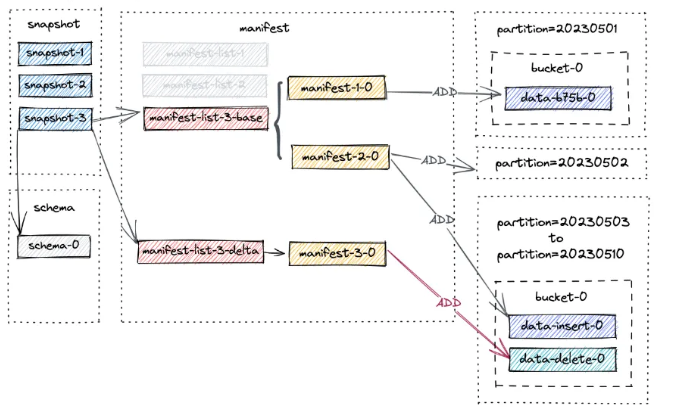 snapshot
snapshot-1
snapshot-2
snapshot-3
schema
schema-0
manifest
manifest-list-1
manifest-list-2
manifest-list-3-base
manifest-list-3-delta
manifest-1-0
manifest-2-0
manifest-3-0
ADD
ADD
ADD
ADD
partition=20230501
bucket-0
data-b75b-0
partition=20230502
partition=20230503
to
partition=20230510
bucket-0
data-insert-0
data-delete-0